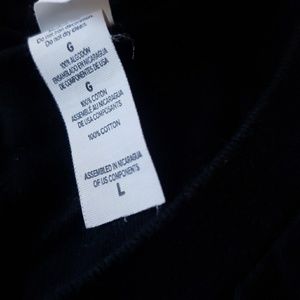 Do not dry clean.
G
100% ALGODÓN
ENSAMBLADO EN NICARAGUA
DE COMPONENTES DE USA
G
100% COTON
ASSEMBLÉ AU NICARAGUA
DE USA COMPOSANTS
100% COTTON
ASSEMBLED IN NICARAGUA
OF US COMPONENTS
L